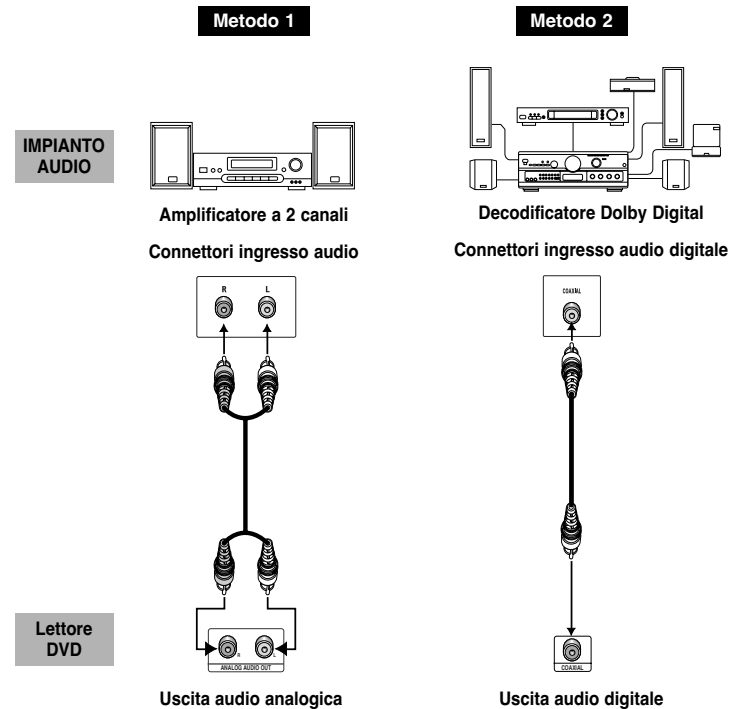 Metodo 1
Metodo 2
IMPIANTO
AUDIO
Amplificatore a 2 canali
Decodificatore Dolby Digital
Connettori ingresso audio
Connettori ingresso audio digitale
R L
COAXIAL
Lettore
DVD
R L
ANALOG AUDIO OUT
COAXIAL
Uscita audio analogica
Uscita audio digitale